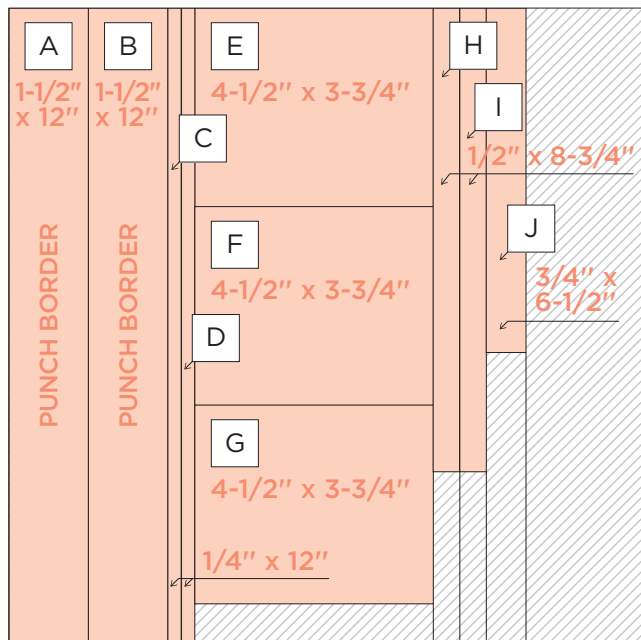 A
1-1/2"
x 12"
PUNCH BORDER
B
1-1/2"
x 12"
PUNCH BORDER
C
D
1/4" x 12"
E
4-1/2" x 3-3/4"
F
4-1/2" x 3-3/4"
G
4-1/2" x 3-3/4"
H
I
1/2" x 8-3/4"
J
3/4" x
6-1/2"